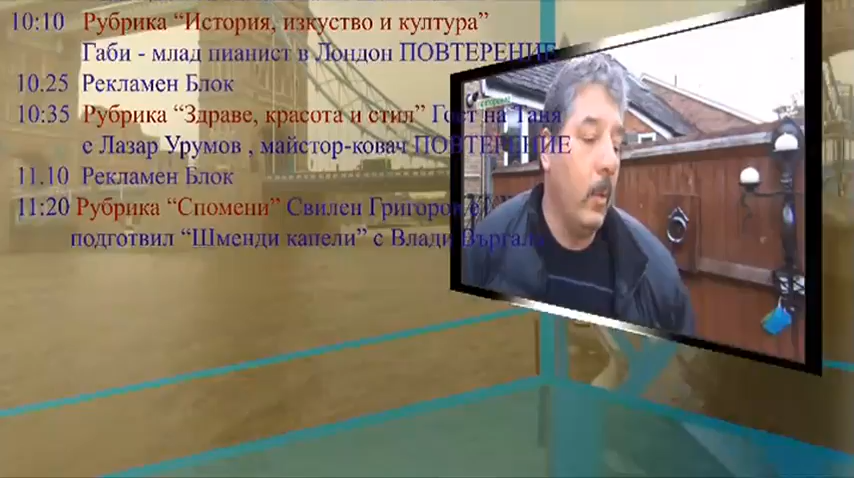 10:10 Рубрика “История, изкуство и култура”
Габи - млад пианист в Лондон ПОВТЕРЕНИЕ
10.25 Рекламен Блок
10:35 Рубрика “Здраве, красота и стил” Гост на Таня
е Лазар Урумов , майстор-ковач ПОВТЕРЕНИЕ
11.10 Рекламен Блок
11:20 Рубрика “Спомени” Свилен Григоров
подготвил “Шменди капели” с Влади Въргала